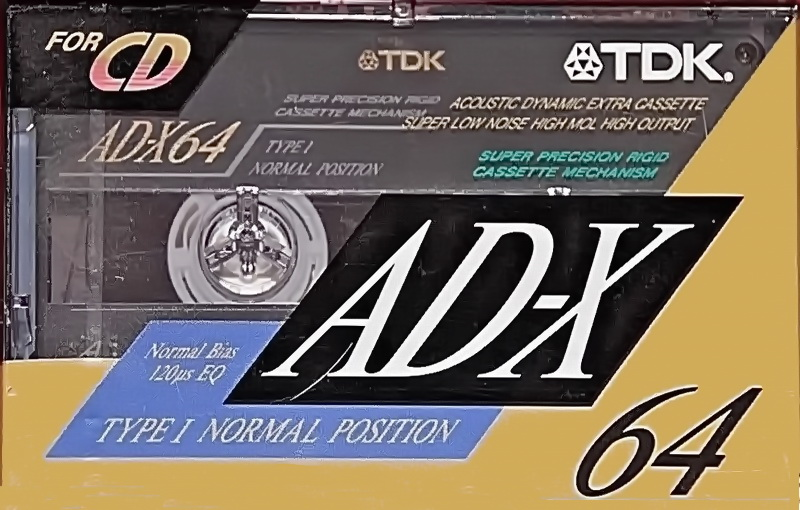 FOR CD
TDK
TDK.
SUPER PRECISION RIGID
CASSETTE MECHANISM
ACOUSTIC DYNAMIC EXTRA CASSETTE
SUPER LOW NOISE HIGH MOL HIGH OUTPUT
AD-X64
TYPE I
NORMAL POSITION
SUPER PRECISION RIGID
CASSETTE MECHANISM
AD-X
Normal Bias
120µs EQ
TYPE I NORMAL POSITION
64